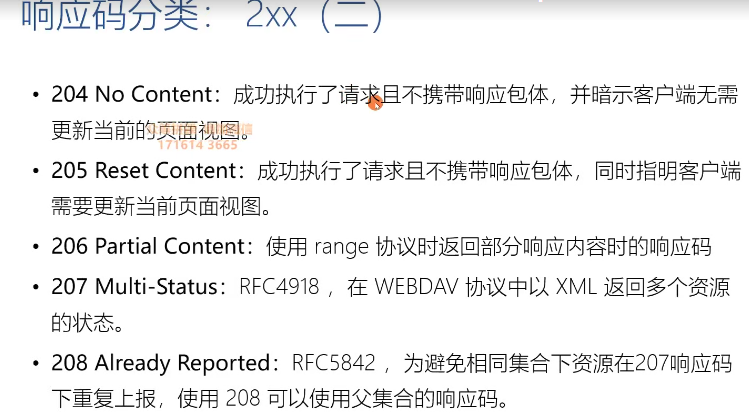 响应码分类： 2xx（二）
• 204 No Content：成功执行了请求且不携带响应包体，并暗示客户端无需
更新当前的页面视图。
171614 3665
• 205 Reset Content：成功执行了请求且不携带响应包体，同时指明客户端
需要更新当前页面视图。
• 206 Partial Content：使用 range 协议时返回部分响应内容时的响应码
• 207 Multi-Status：RFC4918 ，在 WEBDAV 协议中以 XML 返回多个资源
的状态。
• 208 Already Reported：RFC5842 ，为避免相同集合下资源在207响应码
下重复上报，使用 208 可以使用父集合的响应码。